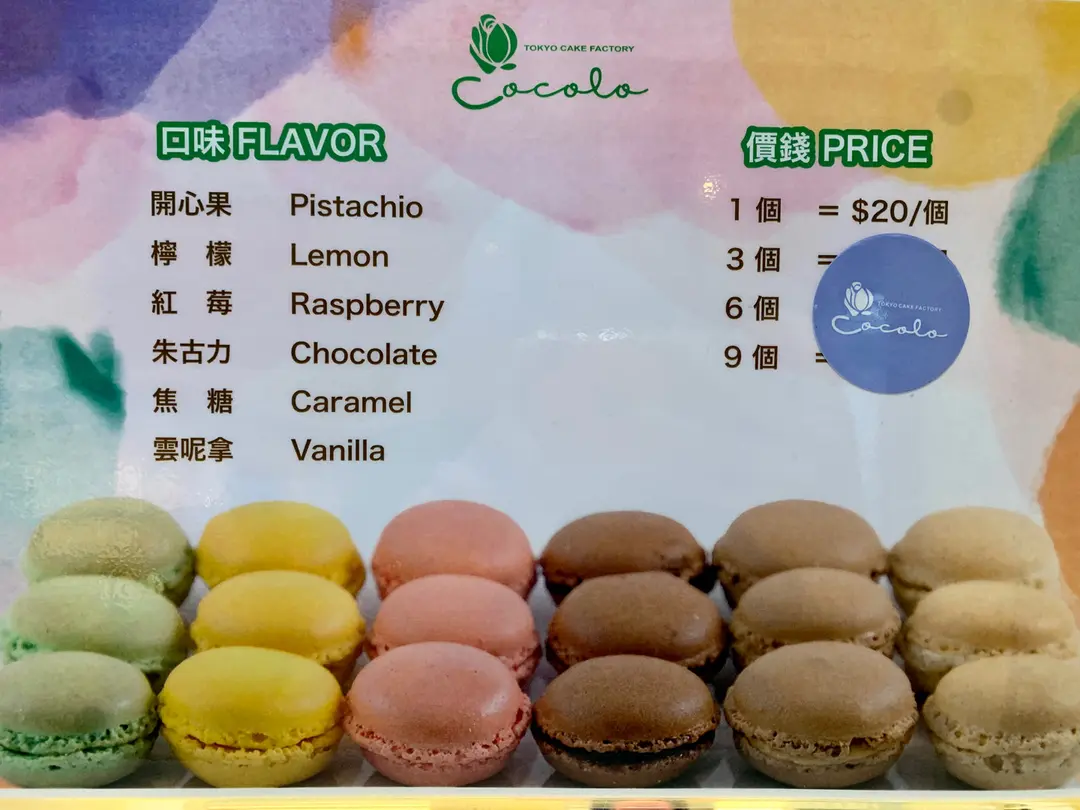 TOKYO CAKE FACTORY
Cocolo
口味 FLAVOR
價錢 PRICE
開心果 Pistachio
1 個 = $20/個
檸 檬 Lemon
3 個 =
紅 莓 Raspberry
6 個
朱古力 Chocolate
9 個 =
焦 糖 Caramel
雲呢拿 Vanilla
TOKYO CAKE FACTORY
Cocolo